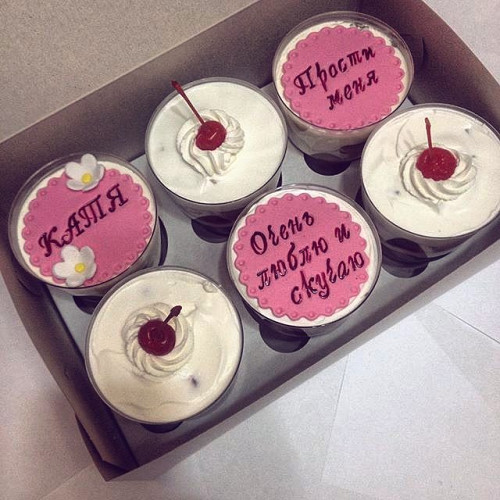 КАТЯ
Прости
меня
Очень
люблю и
скучаю